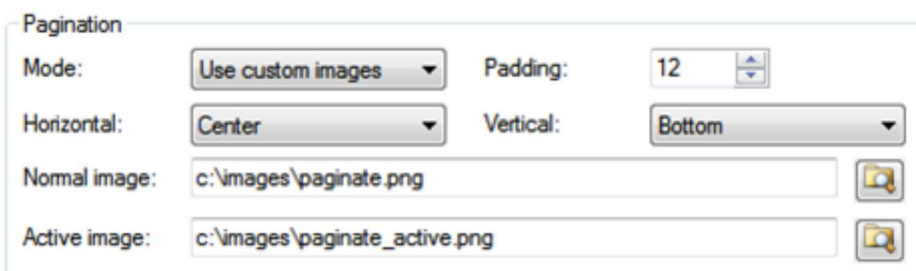 Pagination
Mode: Use custom images Padding: 12
Horizontal: Center Vertical: Bottom
Normal image: c:\images\paginate.png
Active image: c:\images\paginate_active.png